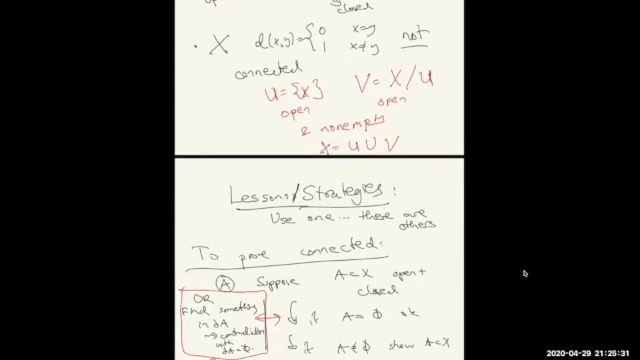 closed
· X d(x,y) = { 0 x=y not
1 x≠y
connected
U = {x} V = X / U
open open
& nonempty
X = U U V
Lessons/Strategies:
Use one... there are
others
To prove connected:
(A) Suppose A ⊂ X open +
closed
OR
Find something
in ∂A
→ contradiction
with
∂A = Φ.
if A = Φ ok
if A ≠ Φ show A = X
2020-04-29 21:25:31